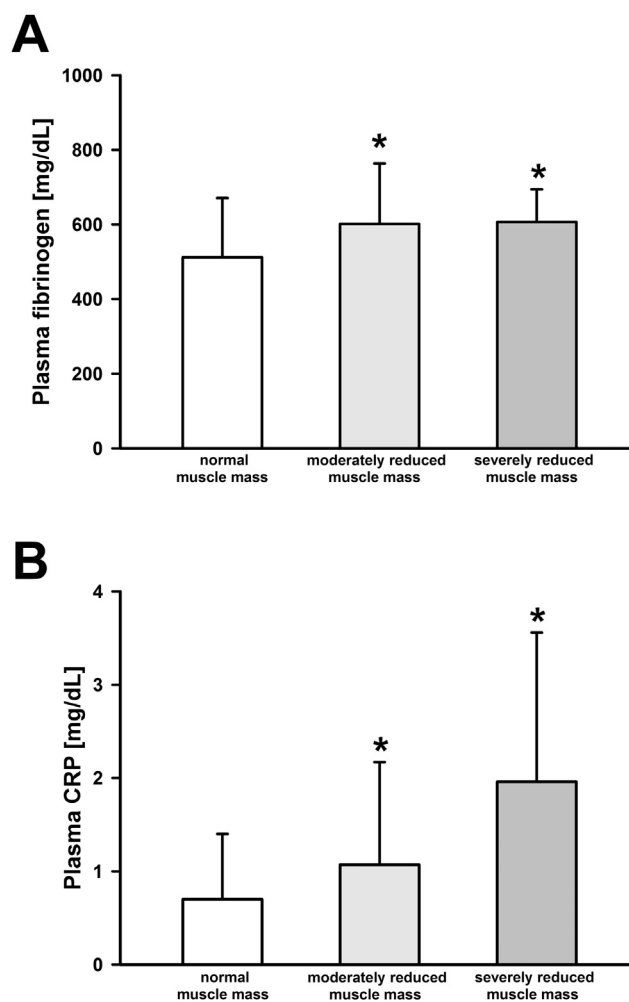 A
Plasma fibrinogen [mg/dL]
1000
800
600
400
200
0
*
*
normal
muscle mass
moderately reduced
muscle mass
severely reduced
muscle mass
B
Plasma CRP [mg/dL]
4
3
2
1
0
*
*
normal
muscle mass
moderately reduced
muscle mass
severely reduced
muscle mass